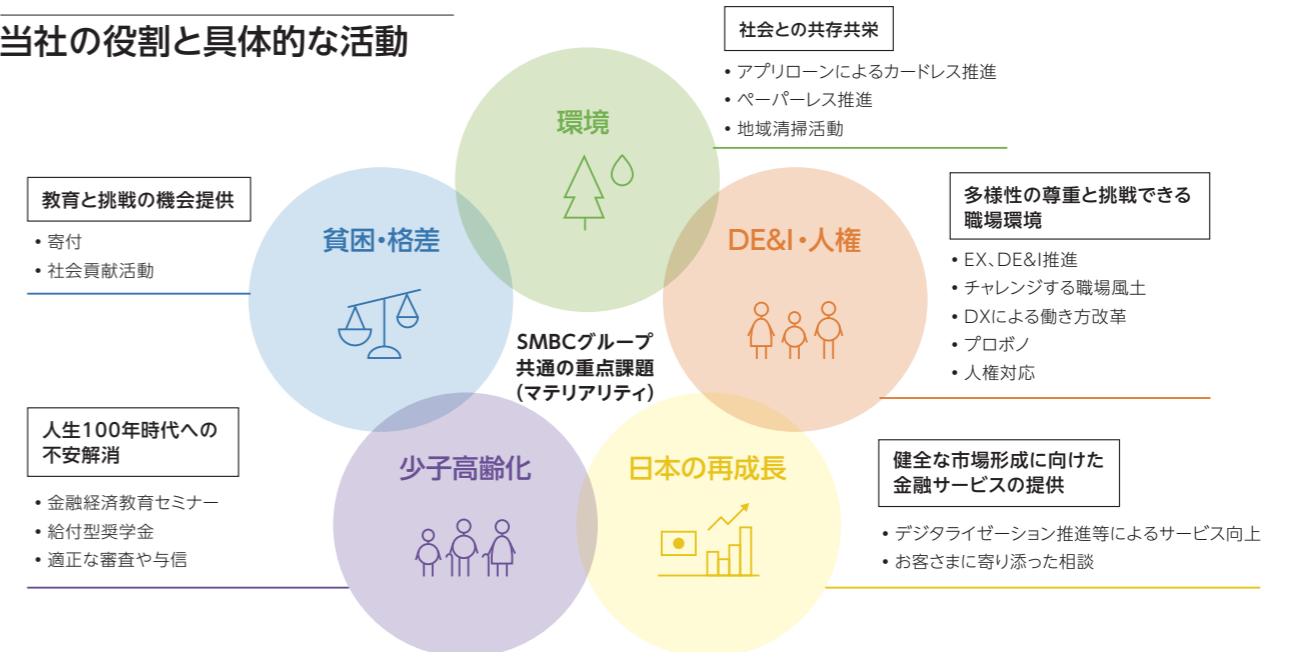 当社の役割と具体的な活動
環境
社会との共存共栄
• アプリローンによるカードレス推進
• ペーパーレス推進
• 地域清掃活動
貧困・格差
教育と挑戦の機会提供
• 寄付
• 社会貢献活動
DE&I・人権
多様性の尊重と挑戦できる
職場環境
• EX、DE&I推進
• チャレンジする職場風土
• DXによる働き方改革
• プロボノ
• 人権対応
SMBCグループ
共通の重点課題
(マテリアリティ)
少子高齢化
人生100年時代への
不安解消
• 金融経済教育セミナー
• 給付型奨学金
• 適正な審査や与信
日本の再成長
健全な市場形成に向けた
金融サービスの提供
• デジタライゼーション推進等によるサービス向上
• お客さまに寄り添った相談